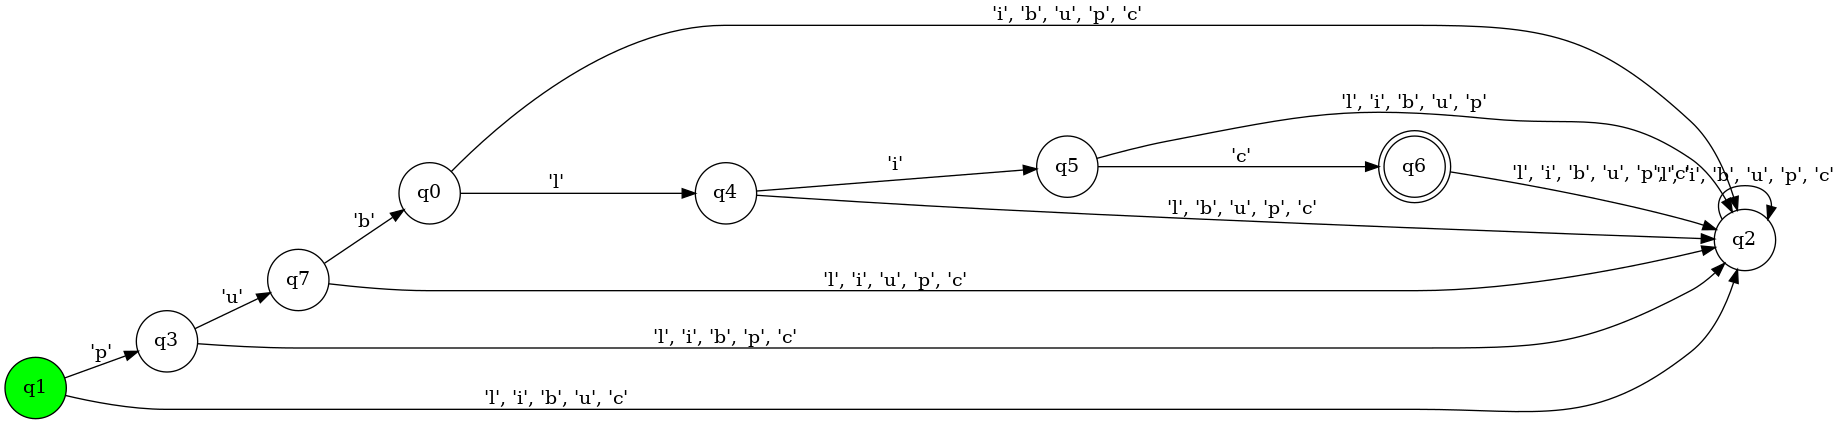 'i', 'b', 'u', 'p', 'c'
'l', 'i', 'b', 'u', 'p'
q5
'c'
q6
'i'
'l', 'i', 'b', 'u', 'p', 'c'
'l', 'i', 'b', 'u', 'p', 'c'
q0
'l'
q4
'l', 'b', 'u', 'p', 'c'
'b'
q2
q7
'l', 'i', 'u', 'p', 'c'
'u'
q3
'l', 'i', 'b', 'p', 'c'
'p'
q1
'l', 'i', 'b', 'u', 'c'